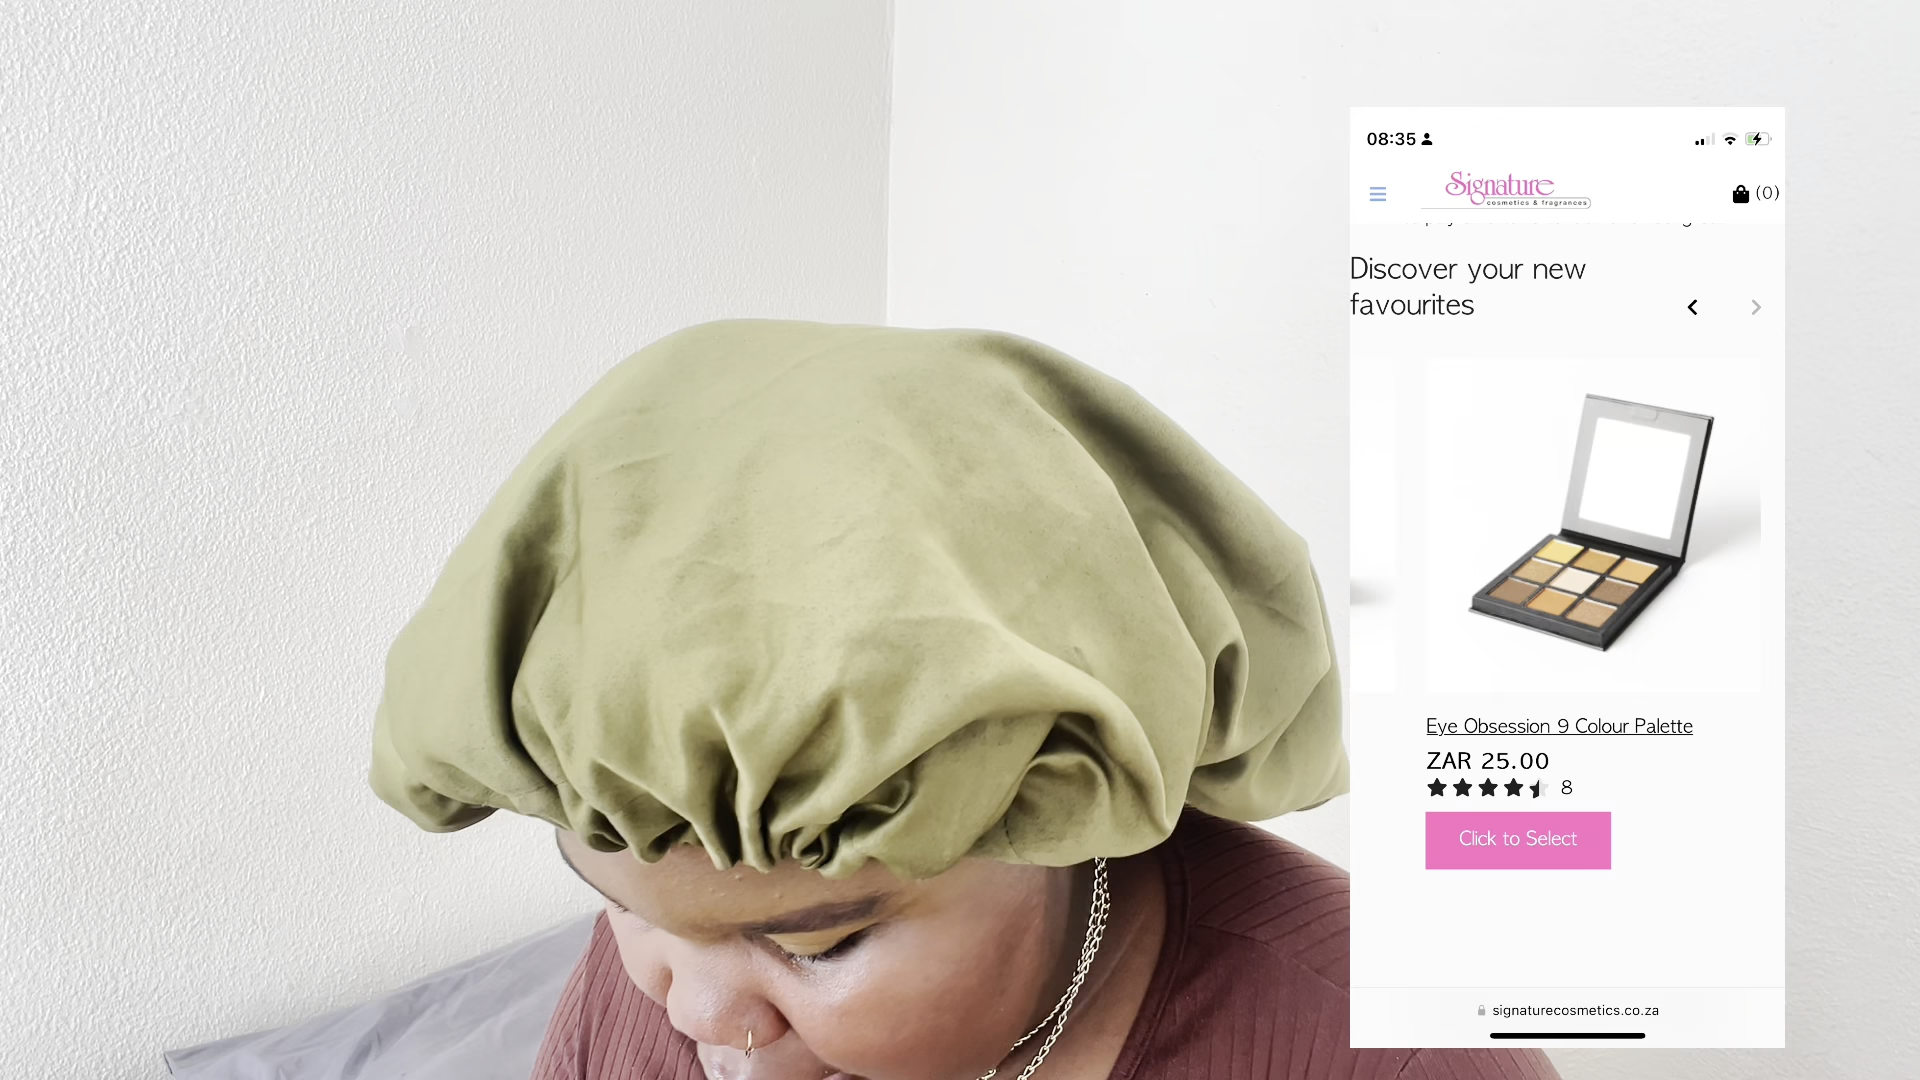 08:35
Signature
cosmetics & fragrances
(0)
Discover your new
favourites
Eye Obsession 9 Colour Palette
ZAR 25.00
8
Click to Select
signaturecosmetics.co.za